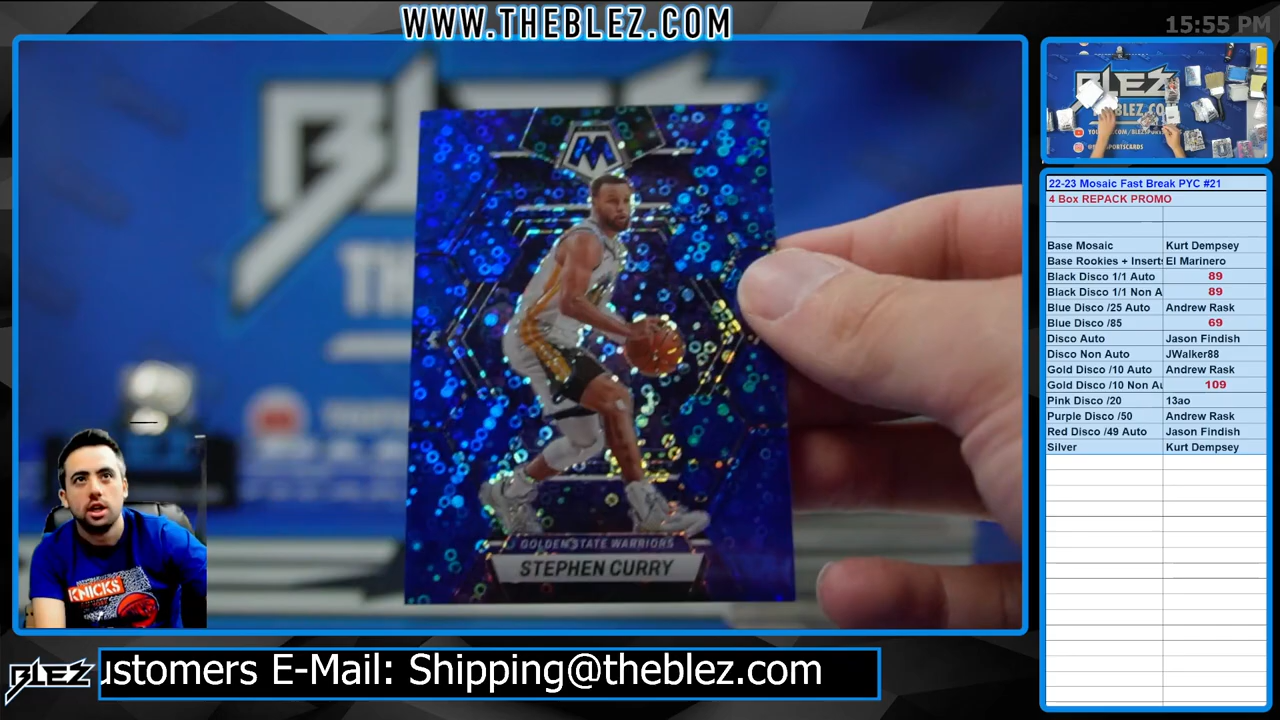 WWW.THEBLEZ.COM
15:55 PM
BLEZ
GOLDEN STATE WARRIORS
STEPHEN CURRY
KNICKS
BLEZ
ustomers E-Mail: Shipping@theblez.com
BLEZ
22-23 Mosaic Fast Break PYC #21
4 Box REPACK PROMO
Base Mosaic Kurt Dempsey
Base Rookies + Inserts El Marinero
Black Disco 1/1 Auto 89
Black Disco 1/1 Non A 89
Blue Disco /25 Auto Andrew Rask
Blue Disco /85 69
Disco Auto Jason Findish
Disco Non Auto JWalker88
Gold Disco /10 Auto Andrew Rask
Gold Disco /10 Non Au 109
Pink Disco /20 13ao
Purple Disco /50 Andrew Rask
Red Disco /49 Auto Jason Findish
Silver Kurt Dempsey